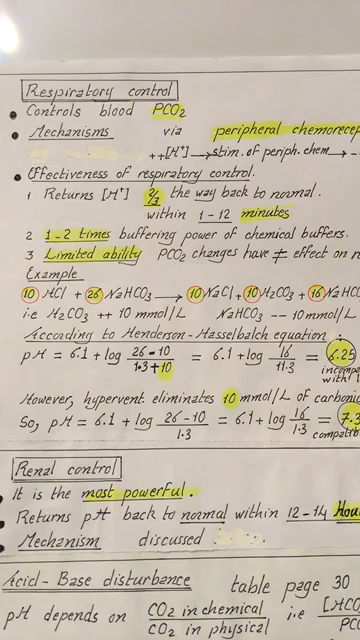 Respiratory control
• Controls blood PCO2
• Mechanisms via peripheral chemorecep
++[H+] → stim. of periph. chem →
• Effectiveness of respiratory control.
1 Returns [H+] 2/3 the way back to normal.
within 1-12 minutes
2 1-2 times buffering power of chemical buffers.
3 Limited ability PCO2 changes have ≠ effect on n
Example
10 HCl + 26 NaHCO3 → 10 NaCl + 10 H2CO3 + 16 NaHC
i.e H2CO3 ++ 10 mmol/L NaHCO3 -- 10 mmol/L
According to Henderson-Hasselbalch equation
pH = 6.1 + log 26-10/1.3+10 = 6.1 + log 16/11.3 = 6.25
incompa
with l
However, hypervent eliminates 10 mmol/L of carbonic
So, pH = 6.1 + log 26-10/1.3 = 6.1 + log 16/1.3 = 7.
compatib
Renal control
• It is the most powerful.
• Returns pH back to normal within 12-14 Hou
• Mechanism discussed
Acid-Base disturbance table page 30
pH depends on CO2 in chemical/CO2 in physical i.e [HCO/PC